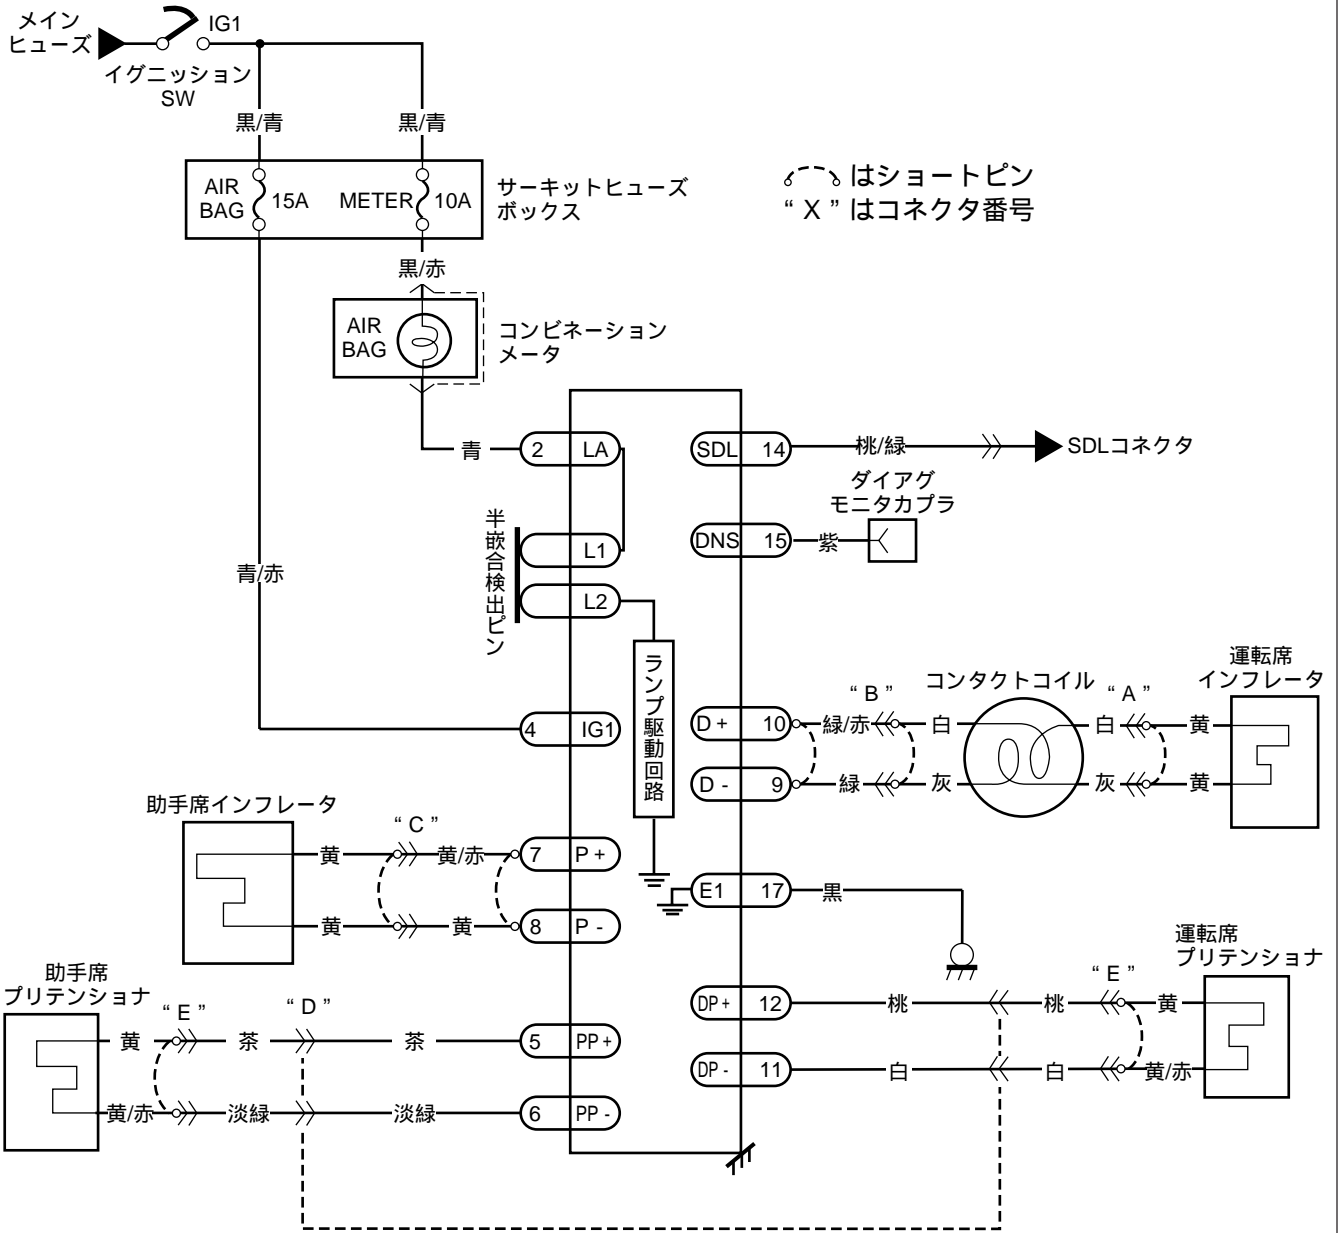 メイン
ヒューズ
IG1
イグニッション
SW
黒/青
黒/青
AIR
BAG
15A
METER
10A
サーキットヒューズ
ボックス
はショートピン
“ X ” はコネクタ番号
黒/赤
AIR
BAG
コンビネーション
メータ
青
2
LA
SDL
14
桃/緑
SDLコネクタ
ダイアグ
モニタカプラ
半嵌合検出ピン
L1
DNS
15
紫
青/赤
L2
ランプ駆動回路
運転席
インフレータ
“ B ”
コンタクトコイル
“ A ”
4
IG1
D +
10
緑/赤
白
白
黄
D -
9
緑
灰
灰
黄
助手席インフレータ
“ C ”
黄
黄/赤
7
P +
E1
17
黒
黄
黄
8
P -
運転席
プリテンショナ
助手席
プリテンショナ
“ E ”
“ D ”
“ E ”
DP +
12
桃
桃
黄
黄
茶
茶
5
PP +
DP -
11
白
白
黄/赤
黄/赤
淡緑
淡緑
6
PP -